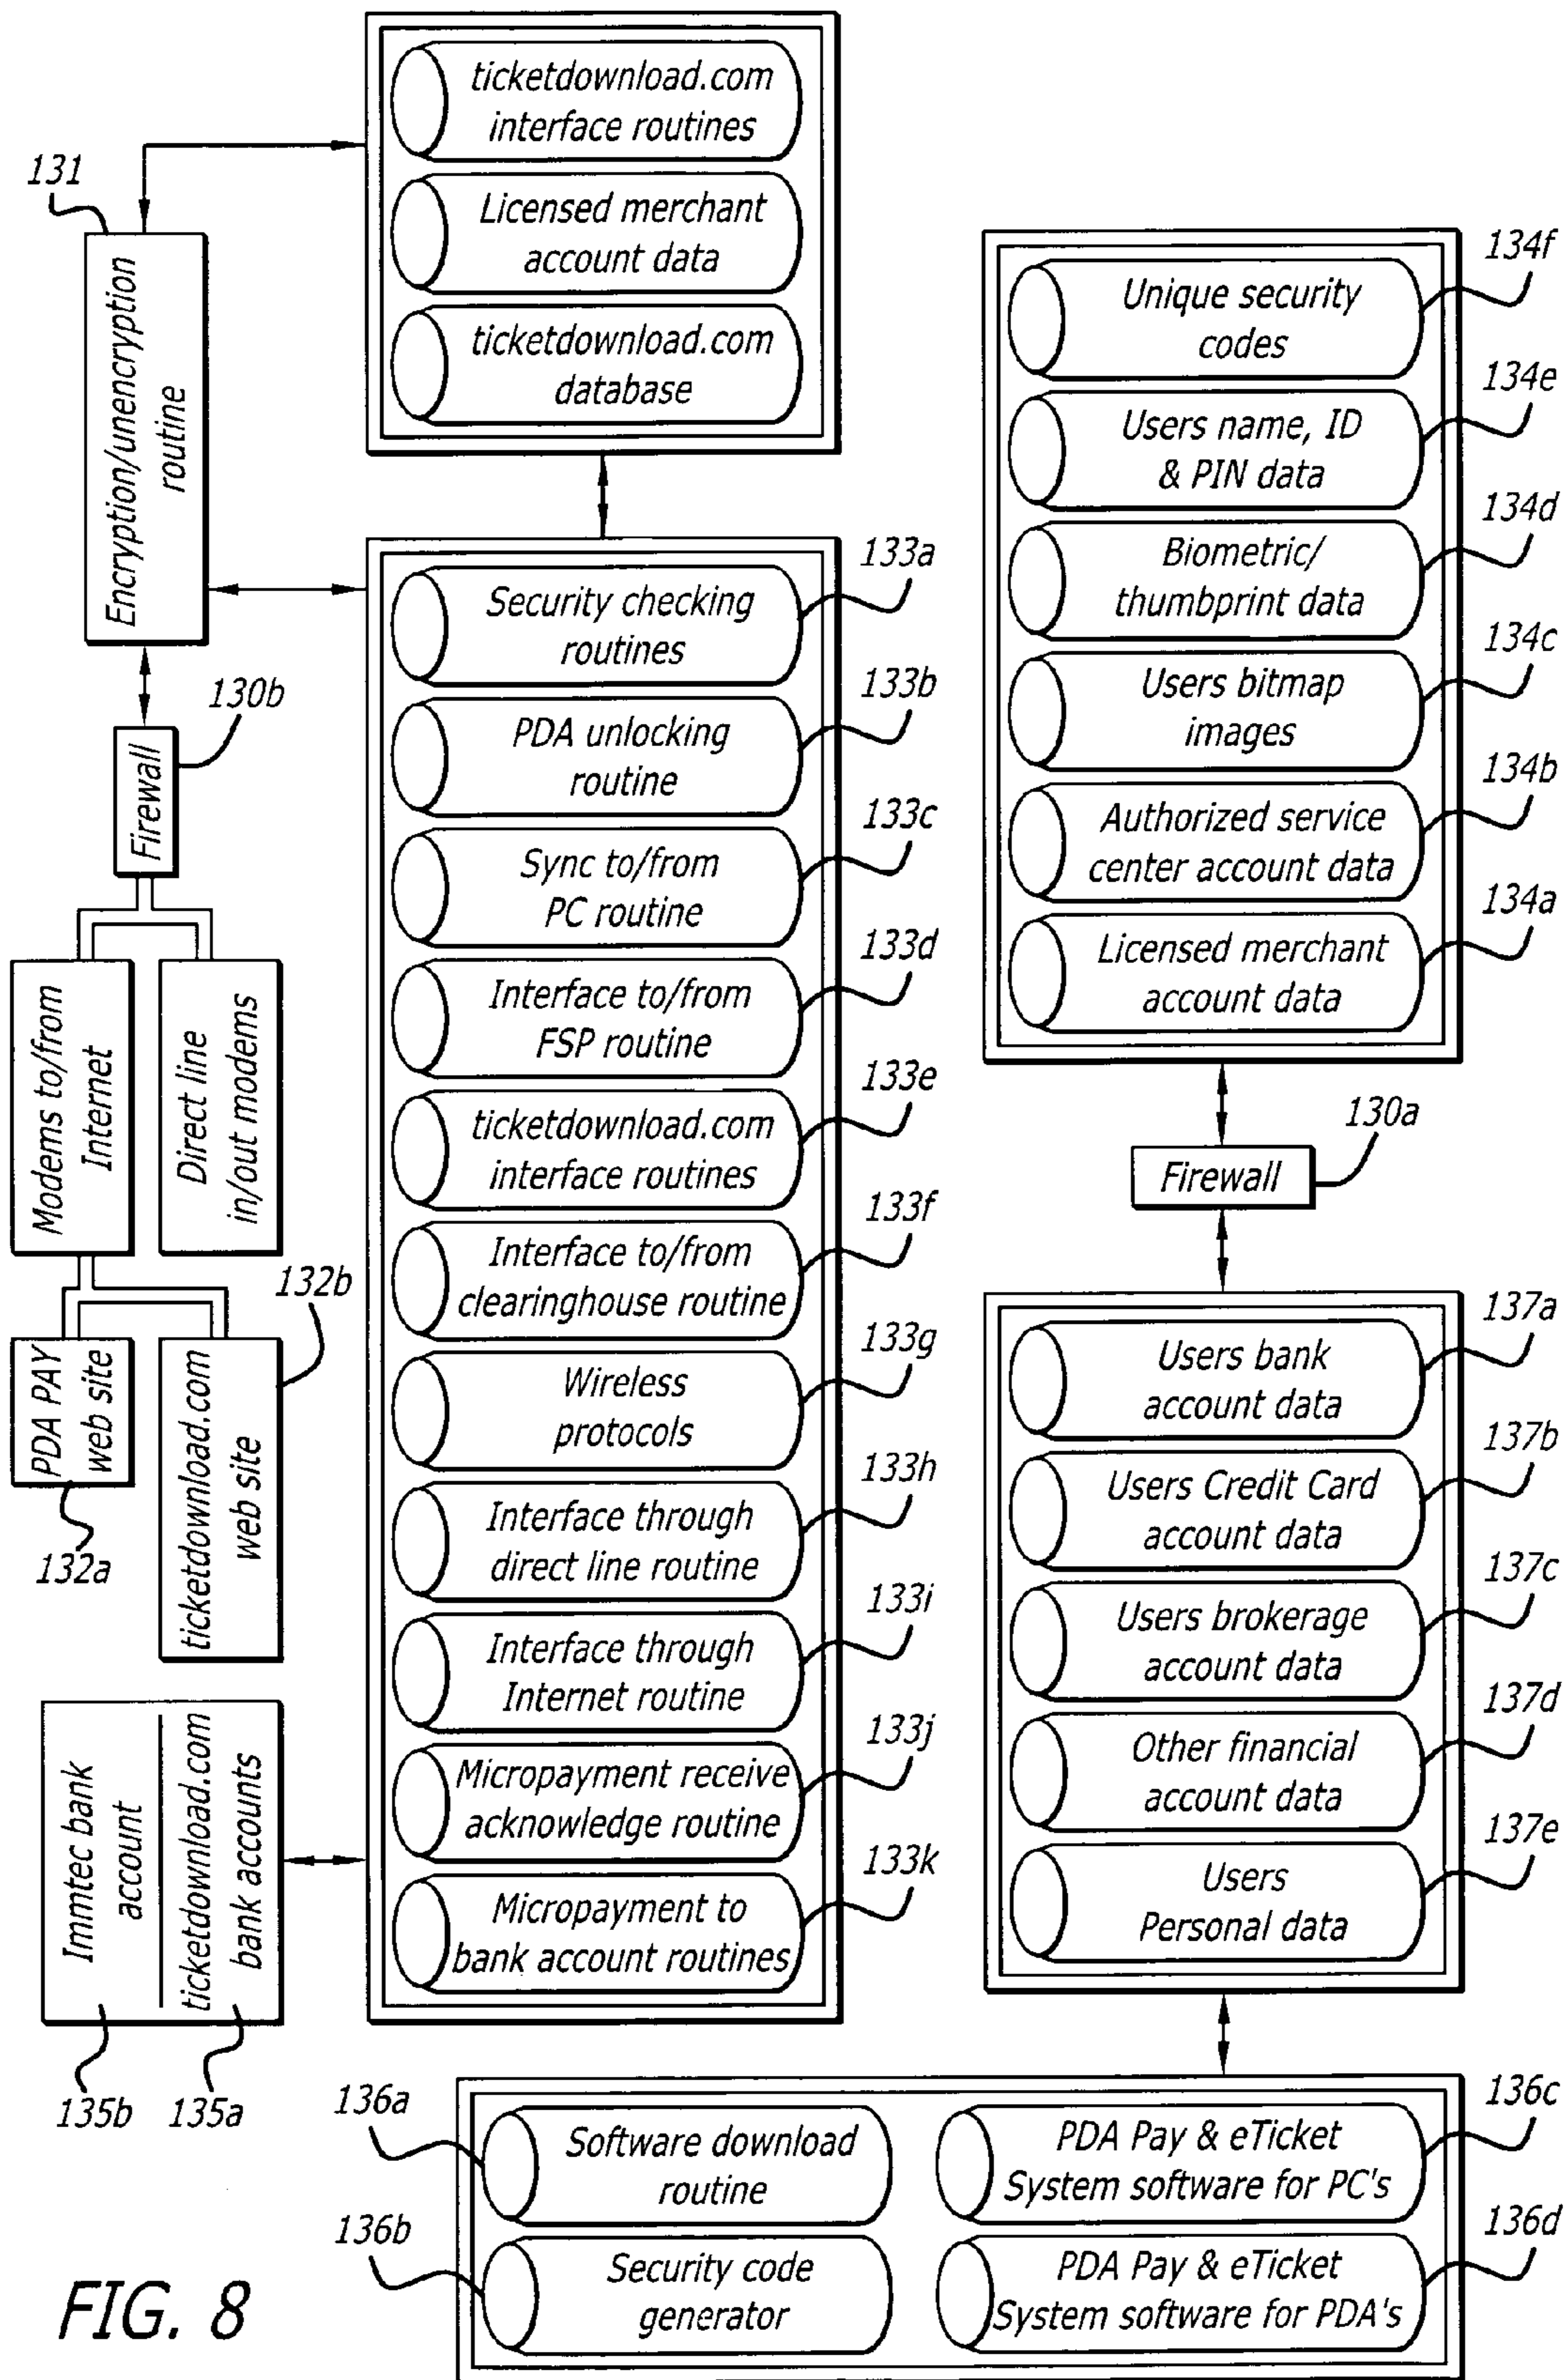 ticketdownload.com
interface routines
Licensed merchant
account data
ticketdownload.com
database
131
Encryption/unencryption
routine
130b
Firewall
Modems to/from
Internet
Direct line
in/out modems
PDA PAY
web site
132a
ticketdownload.com
web site
132b
Immtec bank
account
ticketdownload.com
bank accounts
135b
135a
Security checking
routines
133a
PDA unlocking
routine
133b
Sync to/from
PC routine
133c
Interface to/from
FSP routine
133d
ticketdownload.com
interface routines
133e
Interface to/from
clearinghouse routine
133f
Wireless
protocols
133g
Interface through
direct line routine
133h
Interface through
Internet routine
133i
Micropayment receive
acknowledge routine
133j
Micropayment to
bank account routines
133k
Unique security
codes
134f
Users name, ID
& PIN data
134e
Biometric/
thumbprint data
134d
Users bitmap
images
134c
Authorized service
center account data
134b
Licensed merchant
account data
134a
Firewall
130a
Users bank
account data
137a
Users Credit Card
account data
137b
Users brokerage
account data
137c
Other financial
account data
137d
Users
Personal data
137e
136a
Software download
routine
136b
Security code
generator
PDA Pay & eTicket
System software for PC's
136c
PDA Pay & eTicket
System software for PDA's
136d
FIG. 8